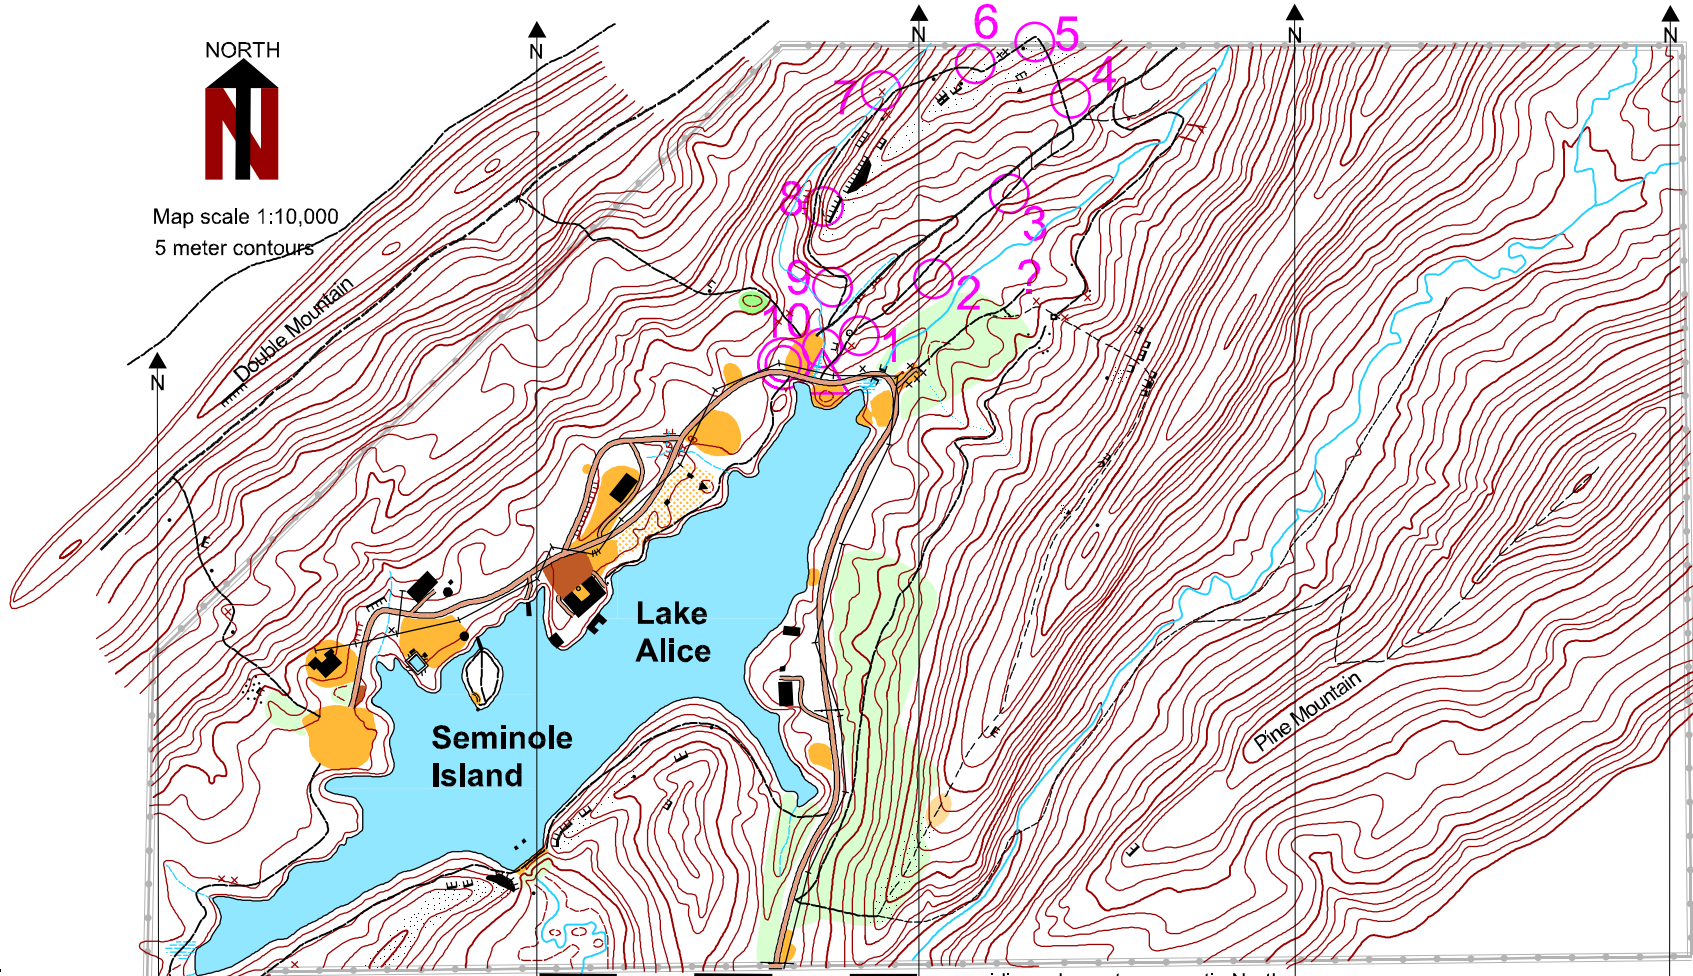 6
5
N
N
N
N
NORTH
N
7
4
Map scale 1:10,000
5 meter contours
8
3
Double Mountain
9
2
?
10
1
N
Lake
Alice
Seminole
Island
Pine Mountain